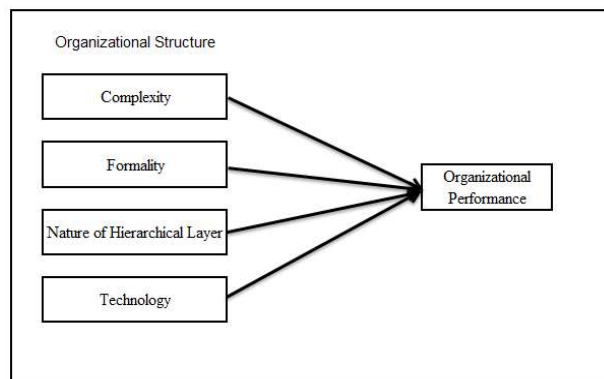 Organizational Structure
Complexity
Formality
Organizational
Performance
Nature of Hierarchical Layer
Technology